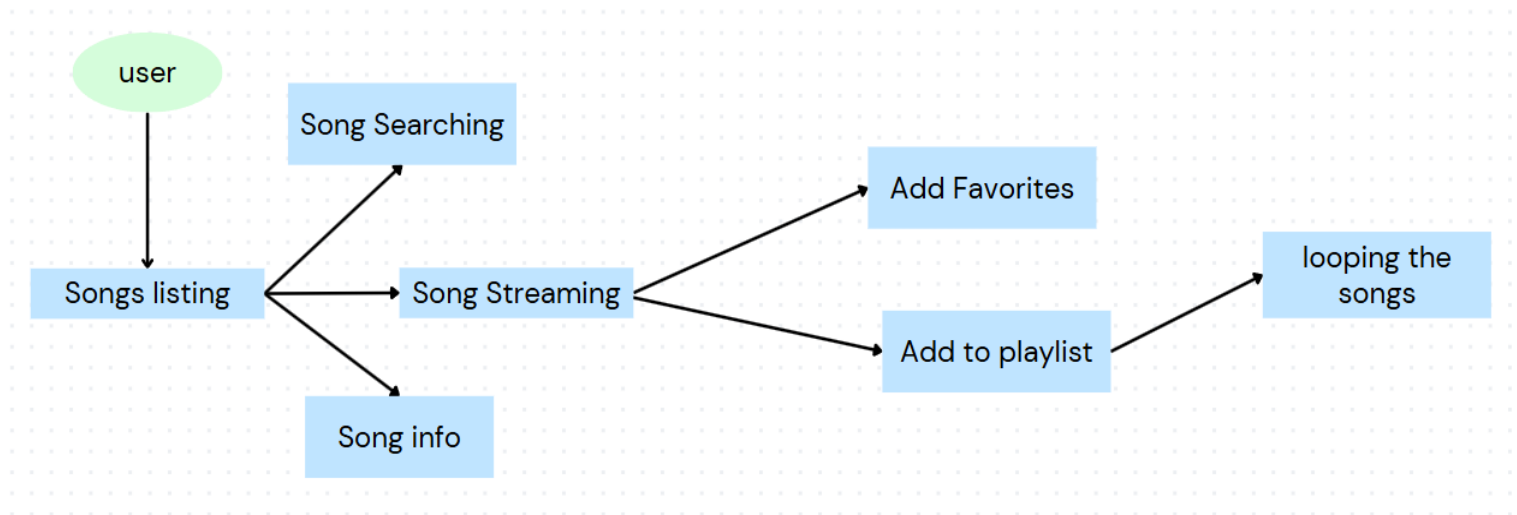 user
Song Searching
Add Favorites
looping the
songs
Songs listing
Song Streaming
Add to playlist
Song info